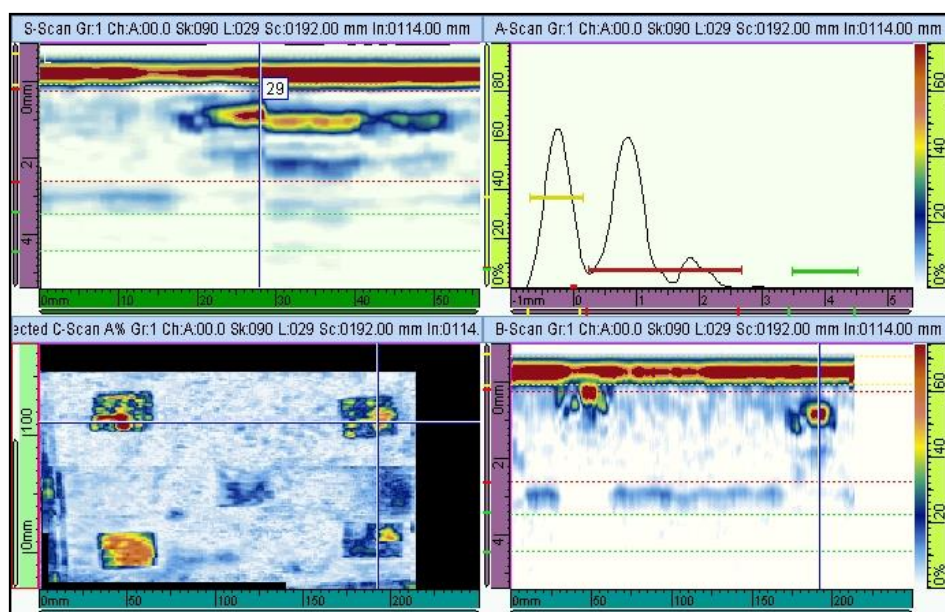 S-Scan Gr:1 Ch:A:00.0 Sk:090 L:029 Sc:0192.00 mm In:0114.00 mm
A-Scan Gr:1 Ch:A:00.0 Sk:090 L:029 Sc:0192.00 mm In:0114.00 mm
L
29
0mm
2
4
0mm |10 |20 |30 |40 |50
0% |20 |40 |60
-1mm |0 |1 |2 |3 |4 |5
0% |20 |40 |60
ected C-Scan A% Gr:1 Ch:A:00.0 Sk:090 L:029 Sc:0192.00 mm In:0114.
B-Scan Gr:1 Ch:A:00.0 Sk:090 L:029 Sc:0192.00 mm In:0114.00 mm
|100
|0mm
0mm |50 |100 |150 |200
0mm
2|
4|
0mm |50 |100 |150 |200
0% |20 |40 |60